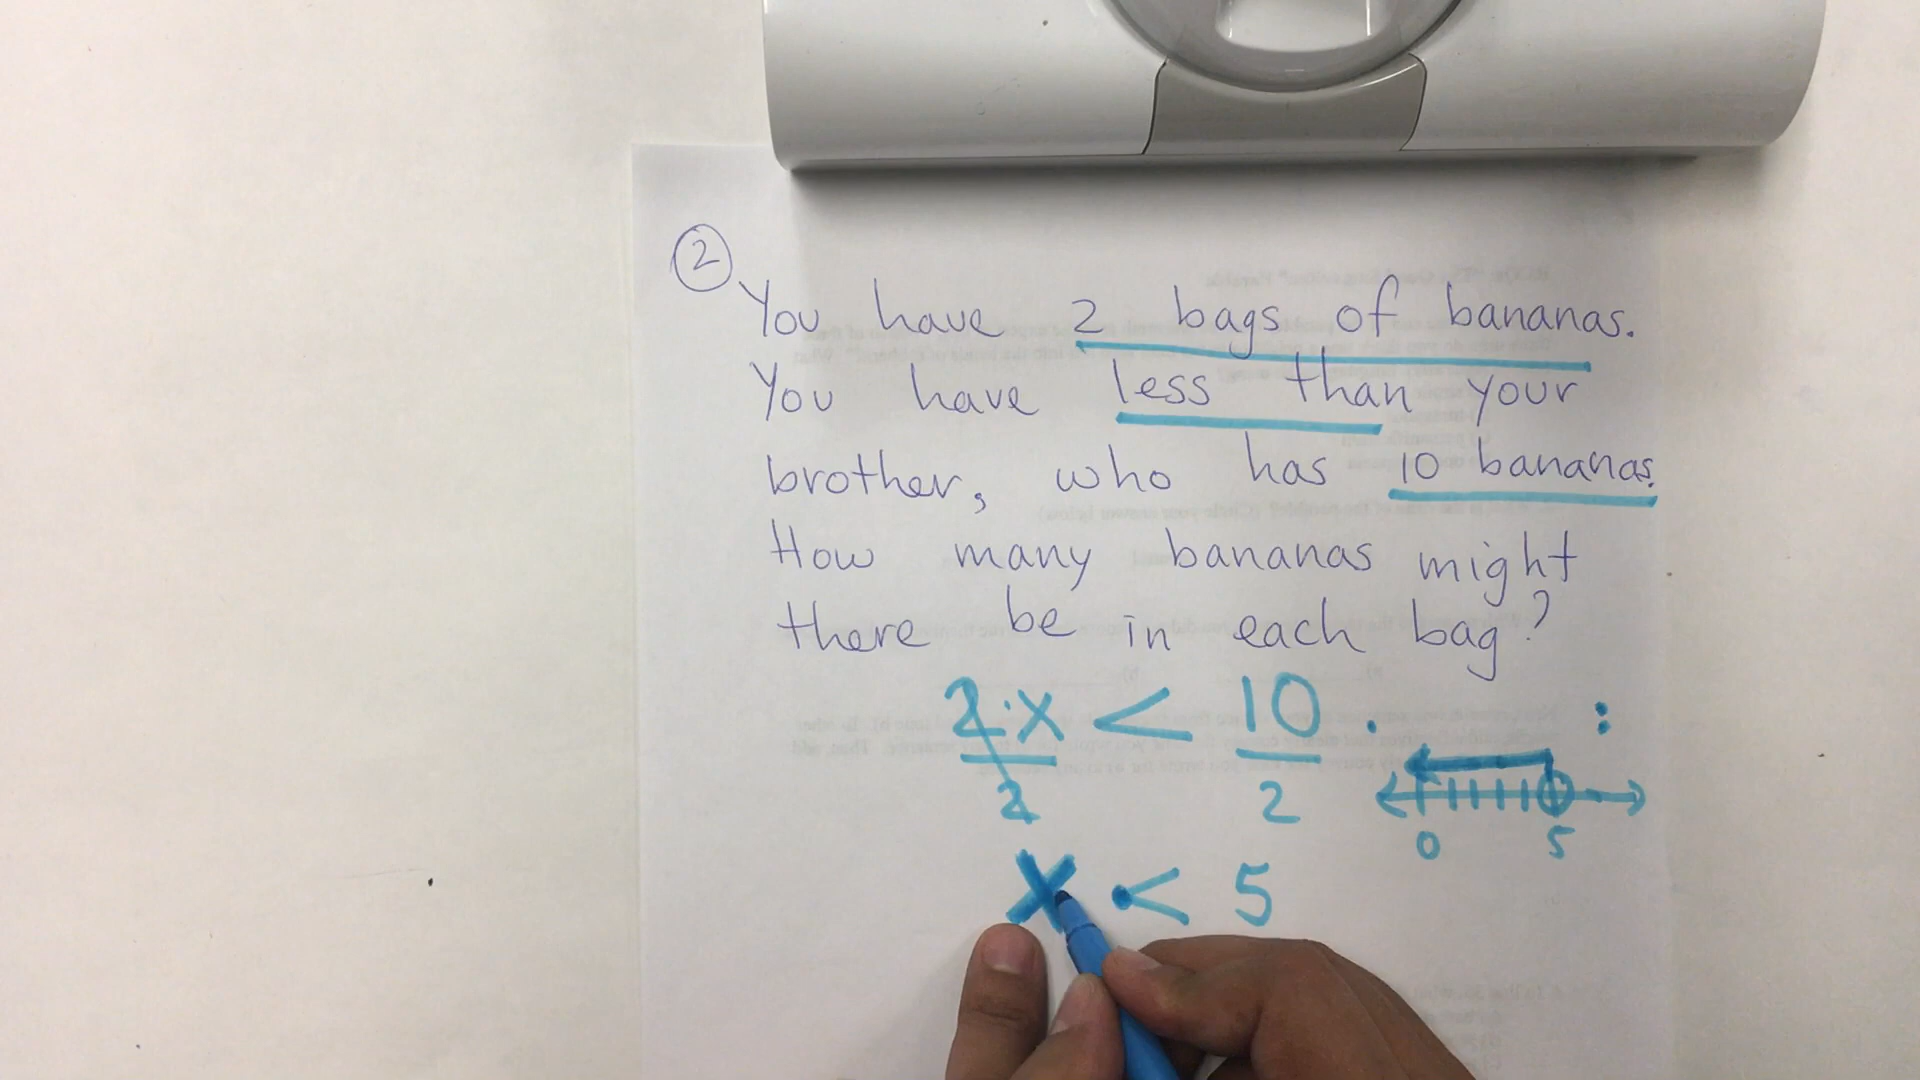 2
You have 2 bags of bananas.
You have less than your
brother, who has 10 bananas.
How many bananas might
there be in each bag?
2·x < 10
2 2
0 5
x < 5